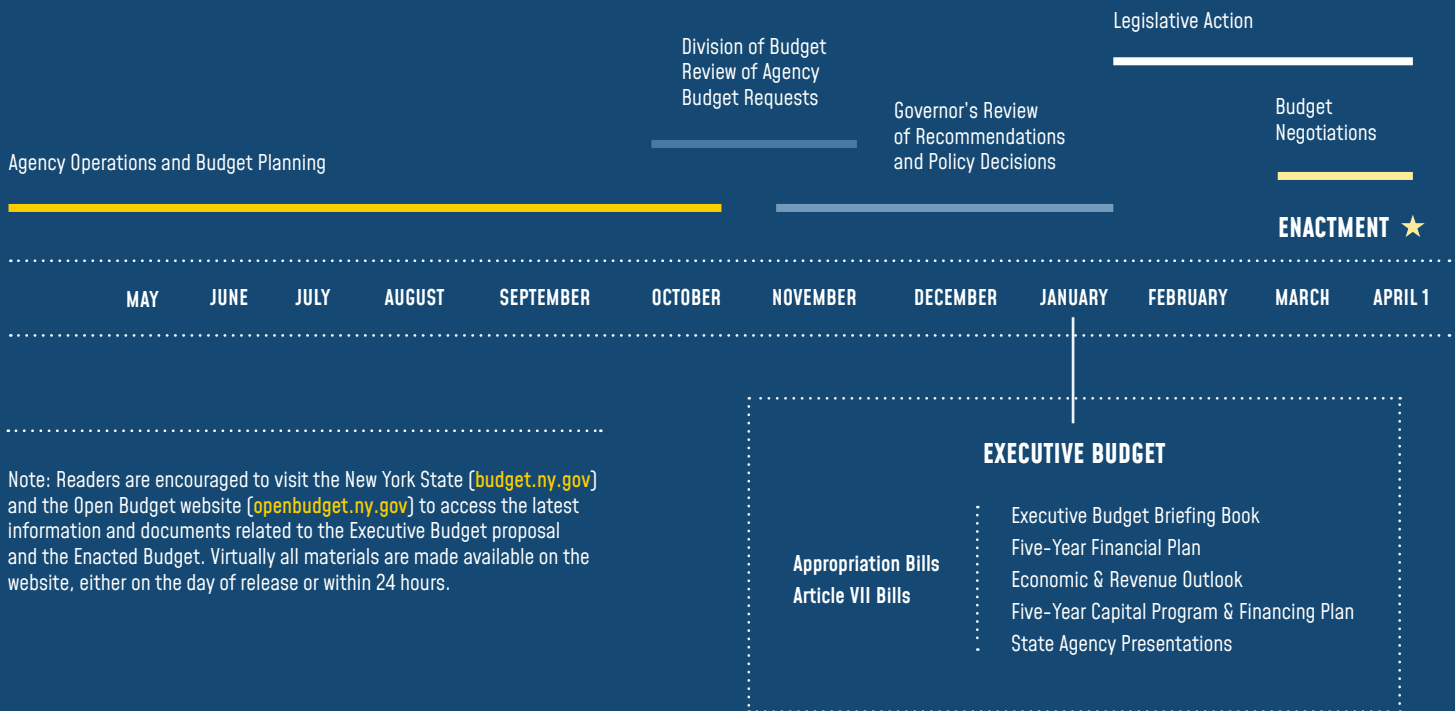 Legislative Action
Division of Budget
Review of Agency
Budget Requests
Governor's Review
of Recommendations
and Policy Decisions
Budget
Negotiations
Agency Operations and Budget Planning
ENACTMENT
MAY JUNE JULY AUGUST SEPTEMBER OCTOBER NOVEMBER DECEMBER JANUARY FEBRUARY MARCH APRIL 1
Note: Readers are encouraged to visit the New York State (budget.ny.gov)
and the Open Budget website (openbudget.ny.gov) to access the latest
information and documents related to the Executive Budget proposal
and the Enacted Budget. Virtually all materials are made available on the
website, either on the day of release or within 24 hours.
EXECUTIVE BUDGET
Appropriation Bills
Article VII Bills
Executive Budget Briefing Book
Five-Year Financial Plan
Economic & Revenue Outlook
Five-Year Capital Program & Financing Plan
State Agency Presentations